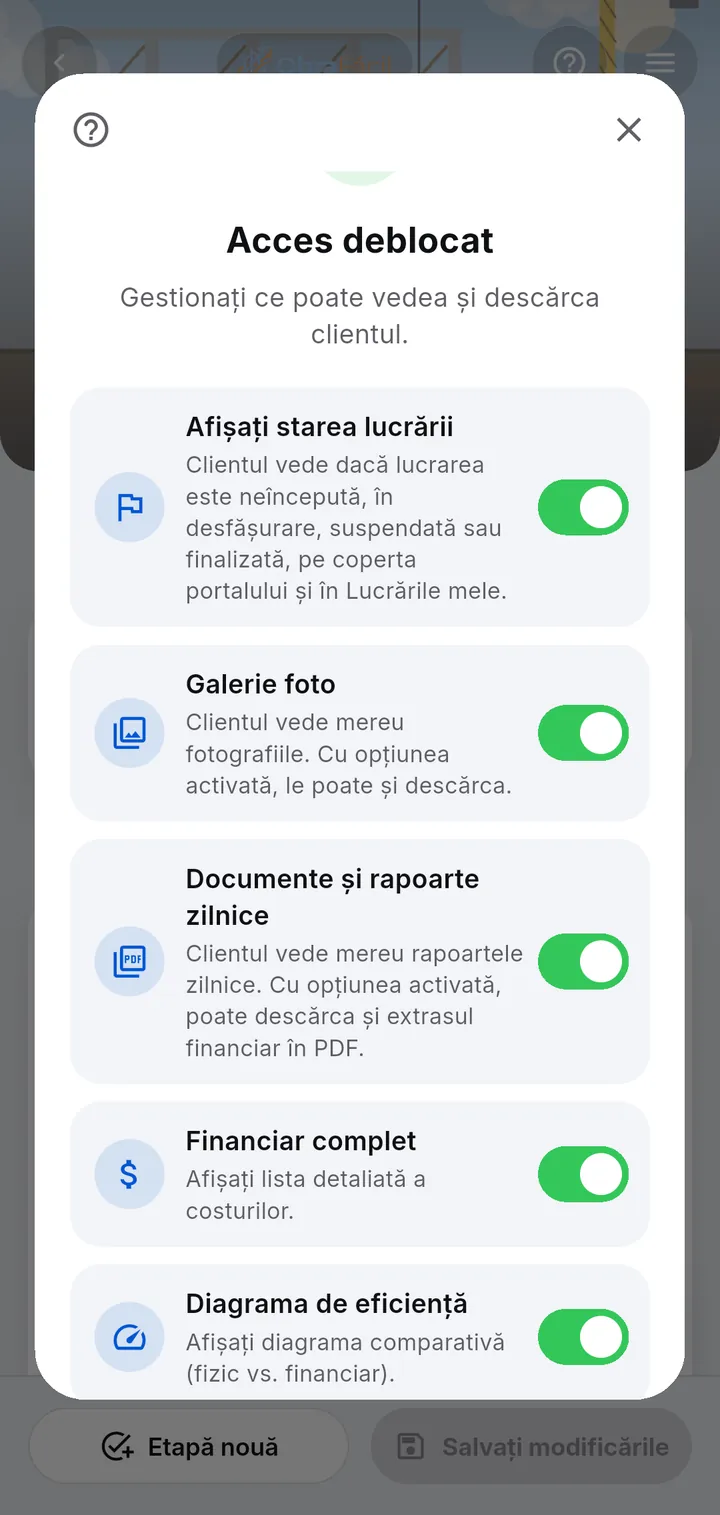 Acces deblocat
Gestionați ce poate vedea și descărca
clientul.
Afișați starea lucrării
Clientul vede dacă lucrarea
este neîncepută, în
desfășurare, suspendată sau
finalizată, pe coperta
portalului și în Lucrările mele.
Galerie foto
Clientul vede mereu
fotografiile. Cu opțiunea
activată, le poate și descărca.
Documente și rapoarte
zilnice
Clientul vede mereu rapoartele
zilnice. Cu opțiunea activată,
poate descărca și extrasul
financiar în PDF.
PDF
Financiar complet
Afișați lista detaliată a
costurilor.
Diagrama de eficiență
Afișați diagrama comparativă
(fizic vs. financiar).
Etapă nouă
Salvați modificările